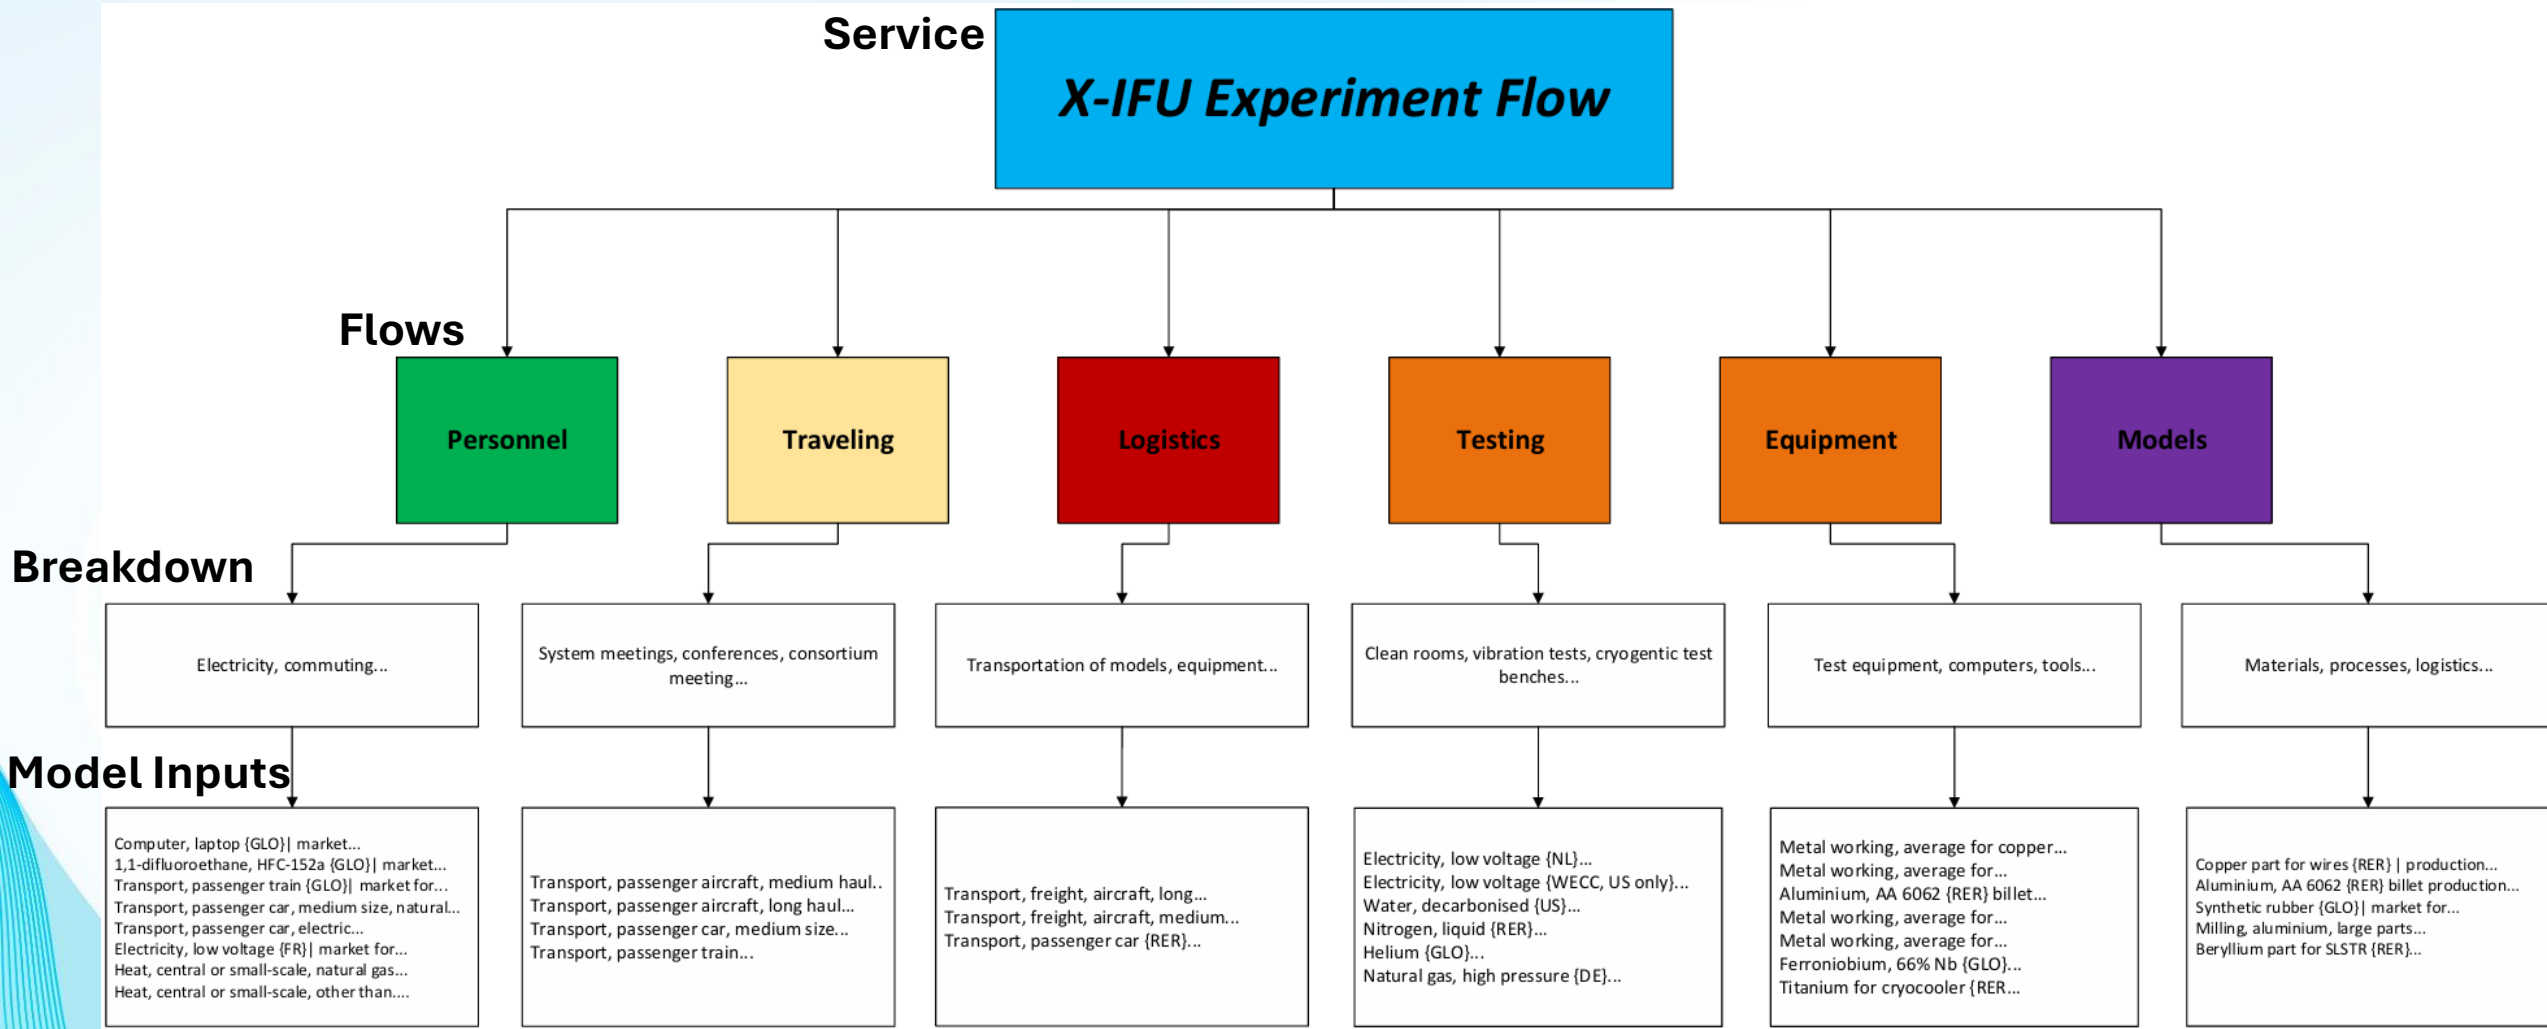 Service
X-IFU Experiment Flow
Flows
Personnel
Traveling
Logistics
Testing
Equipment
Models
Breakdown
Electricity, commuting...
System meetings, conferences, consortium
meeting...
Transportation of models, equipment...
Clean rooms, vibration tests, cryogentic test
benches...
Test equipment, computers, tools...
Materials, processes, logistics...
Model Inputs
Computer, laptop {GLO}| market...
1,1-difluoroethane, HFC-152a {GLO}| market...
Transport, passenger train {GLO}| market for...
Transport, passenger car, medium size, natural...
Transport, passenger car, electric...
Electricity, low voltage {FR}| market for...
Heat, central or small-scale, natural gas...
Heat, central or small-scale, other than....
Transport, passenger aircraft, medium haul..
Transport, passenger aircraft, long haul...
Transport, passenger car, medium size...
Transport, passenger train...
Transport, freight, aircraft, long...
Transport, freight, aircraft, medium...
Transport, passenger car {RER}...
Electricity, low voltage {NL}...
Electricity, low voltage {WECC, US only}...
Water, decarbonised {US}...
Nitrogen, liquid {RER}...
Helium {GLO}...
Natural gas, high pressure {DE}...
Metal working, average for copper...
Metal working, average for...
Aluminium, AA 6062 {RER} billet...
Metal working, average for...
Metal working, average for...
Ferroniobium, 66% Nb {GLO}...
Titanium for cryocooler {RER...
Copper part for wires {RER} | production...
Aluminium, AA 6062 {RER} billet production...
Synthetic rubber {GLO}| market for...
Milling, aluminium, large parts...
Beryllium part for SLSTR {RER}...